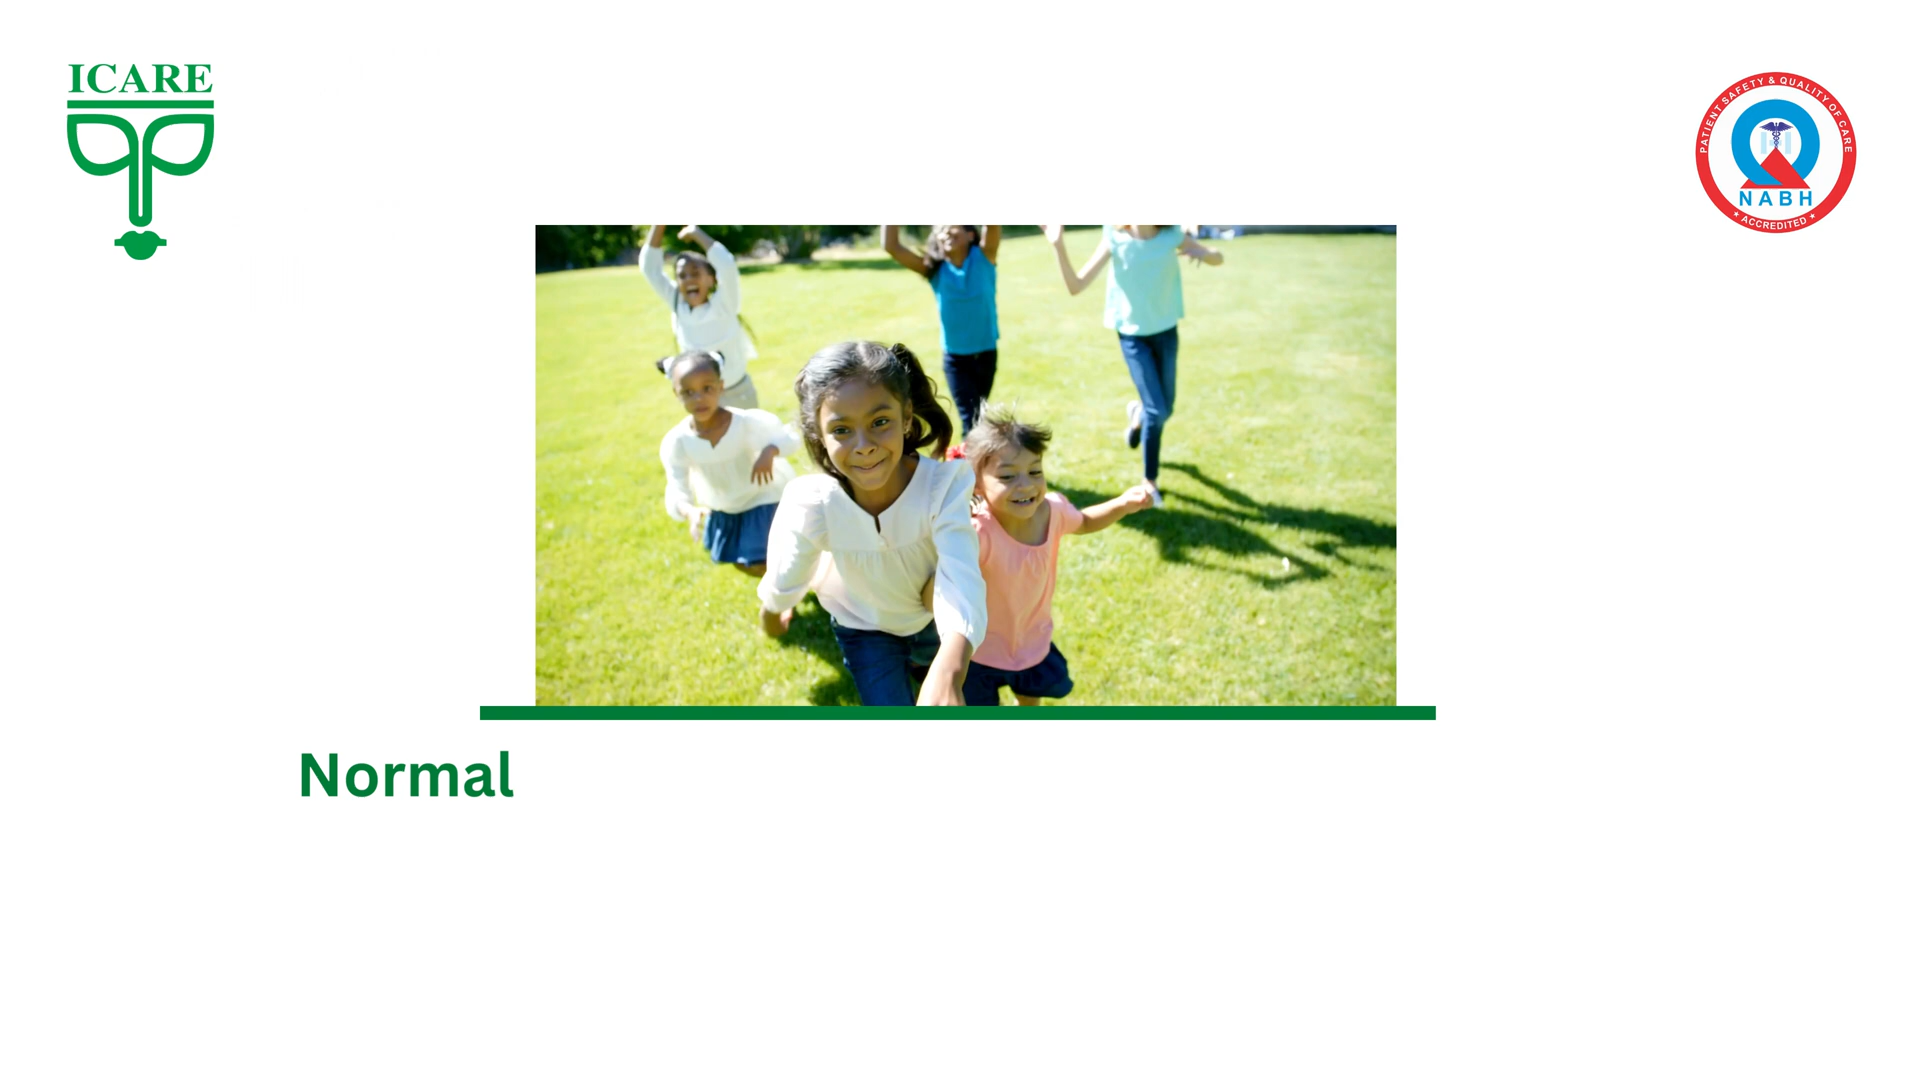 ICARE
PATIENT SAFETY & QUALITY OF CARE
NABH
* ACCREDITED *
Normal